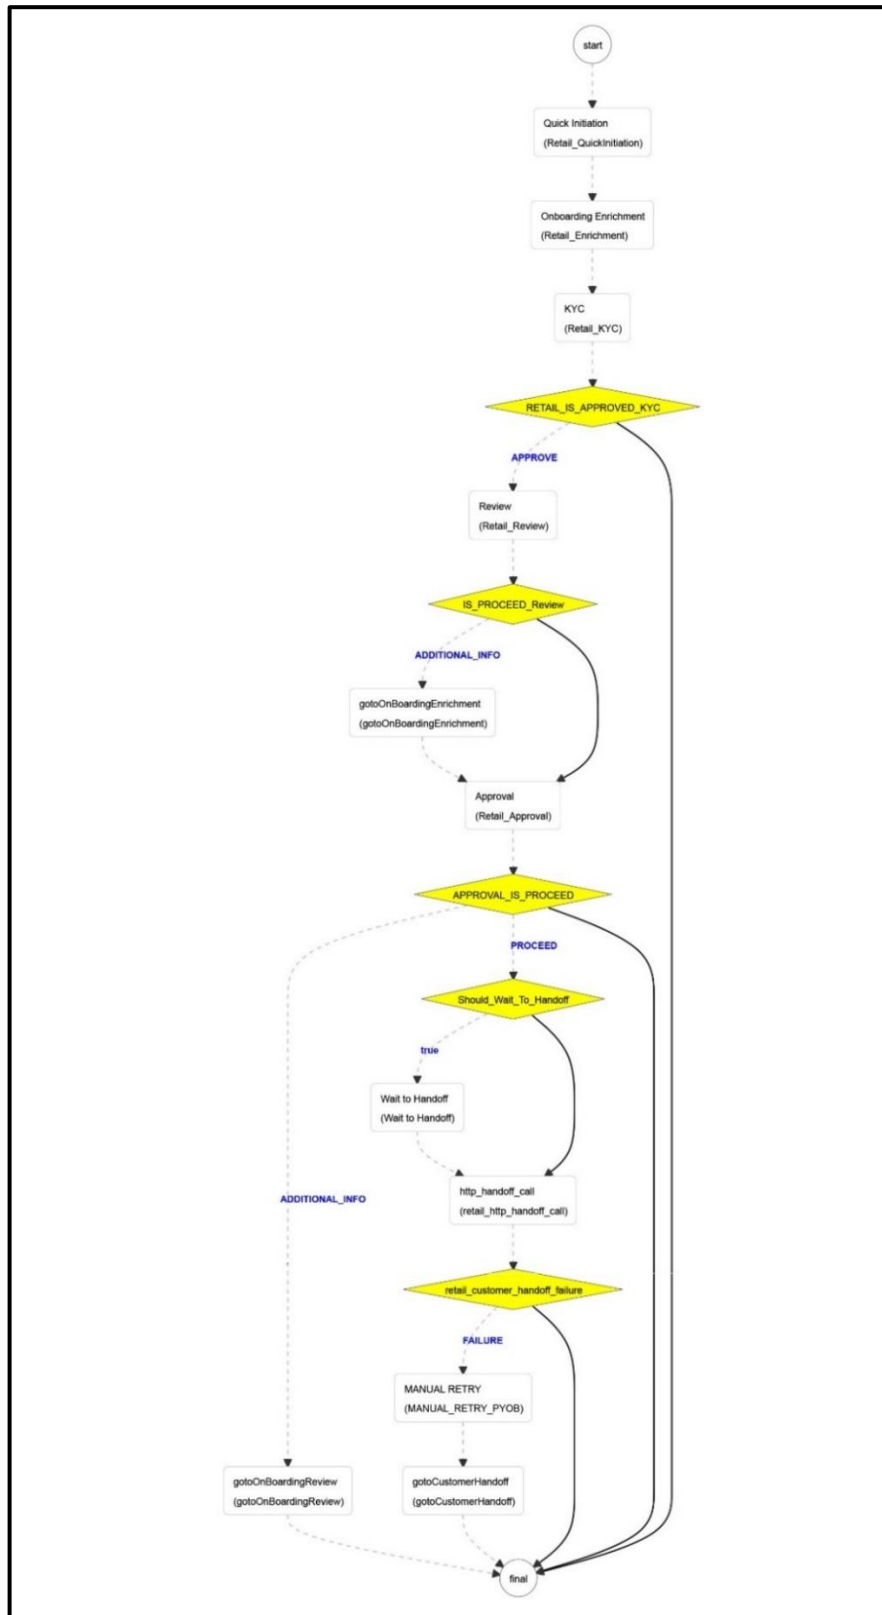 start
Quick Initiation
(Retail_QuickInitiation)
Onboarding Enrichment
(Retail_Enrichment)
KYC
(Retail_KYC)
RETAIL_IS_APPROVED_KYC
APPROVE
Review
(Retail_Review)
IS_PROCEED_Review
ADDITIONAL_INFO
gotoOnBoardingEnrichment
(gotoOnBoardingEnrichment)
Approval
(Retail_Approval)
APPROVAL_IS_PROCEED
PROCEED
Should_Wait_To_Handoff
true
Wait to Handoff
(Wait to Handoff)
http_handoff_call
(retail_http_handoff_call)
ADDITIONAL_INFO
retail_customer_handoff_failure
FAILURE
MANUAL RETRY
(MANUAL_RETRY_PYOB)
gotoOnBoardingReview
(gotoOnBoardingReview)
gotoCustomerHandoff
(gotoCustomerHandoff)
final